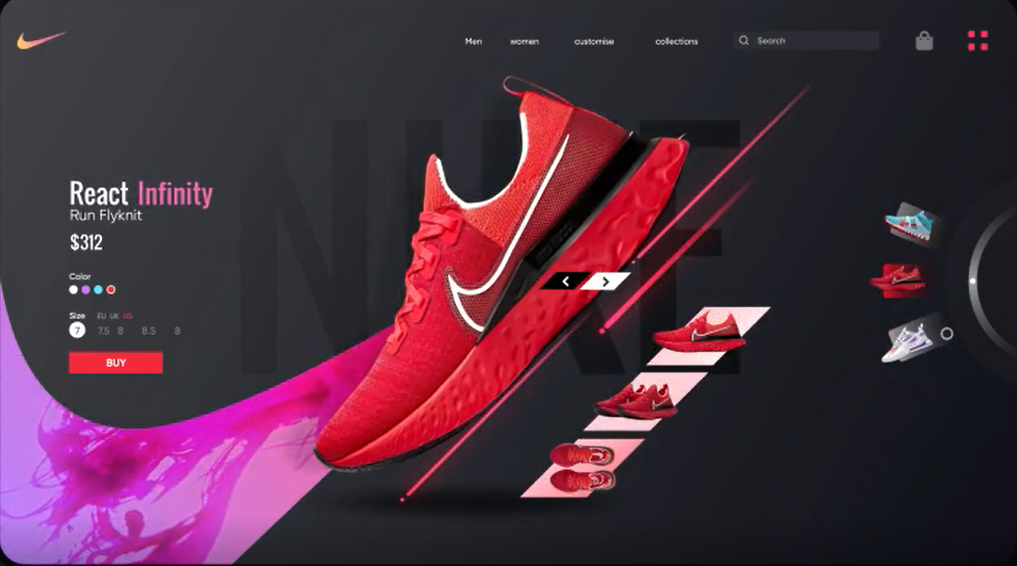 Men women customise collections Search
NIKE
React Infinity
Run Flyknit
$312
Color
Size EU UK US
7 7.5 8 8.5 8
BUY